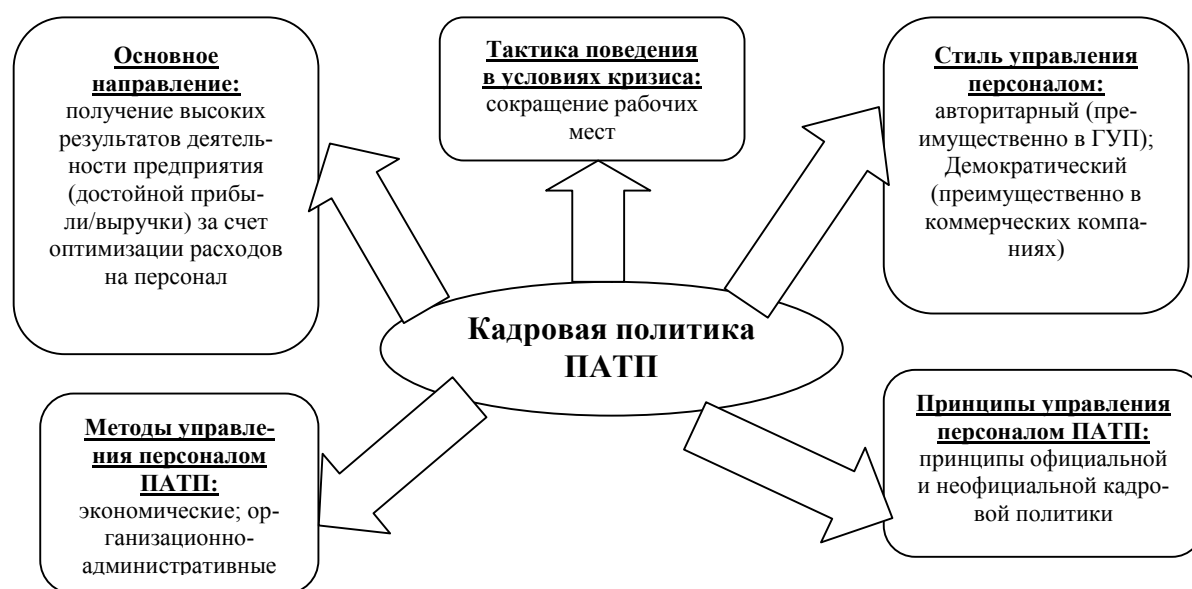 Основное
направление:
получение высоких
результатов деятель-
ности предприятия
(достойной прибы-
ли/выручки) за счет
оптимизации расходов
на персонал
Тактика поведения
в условиях кризиса:
сокращение рабочих
мест
Стиль управления
персоналом:
авторитарный (пре-
имущественно в ГУП);
Демократический
(преимущественно в
коммерческих компа-
ниях)
Кадровая политика
ПАТП
Методы управле-
ния персоналом
ПАТП:
экономические; ор-
ганизационно-
административные
Принципы управления
персоналом ПАТП:
принципы официальной
и неофициальной кадро-
вой политики